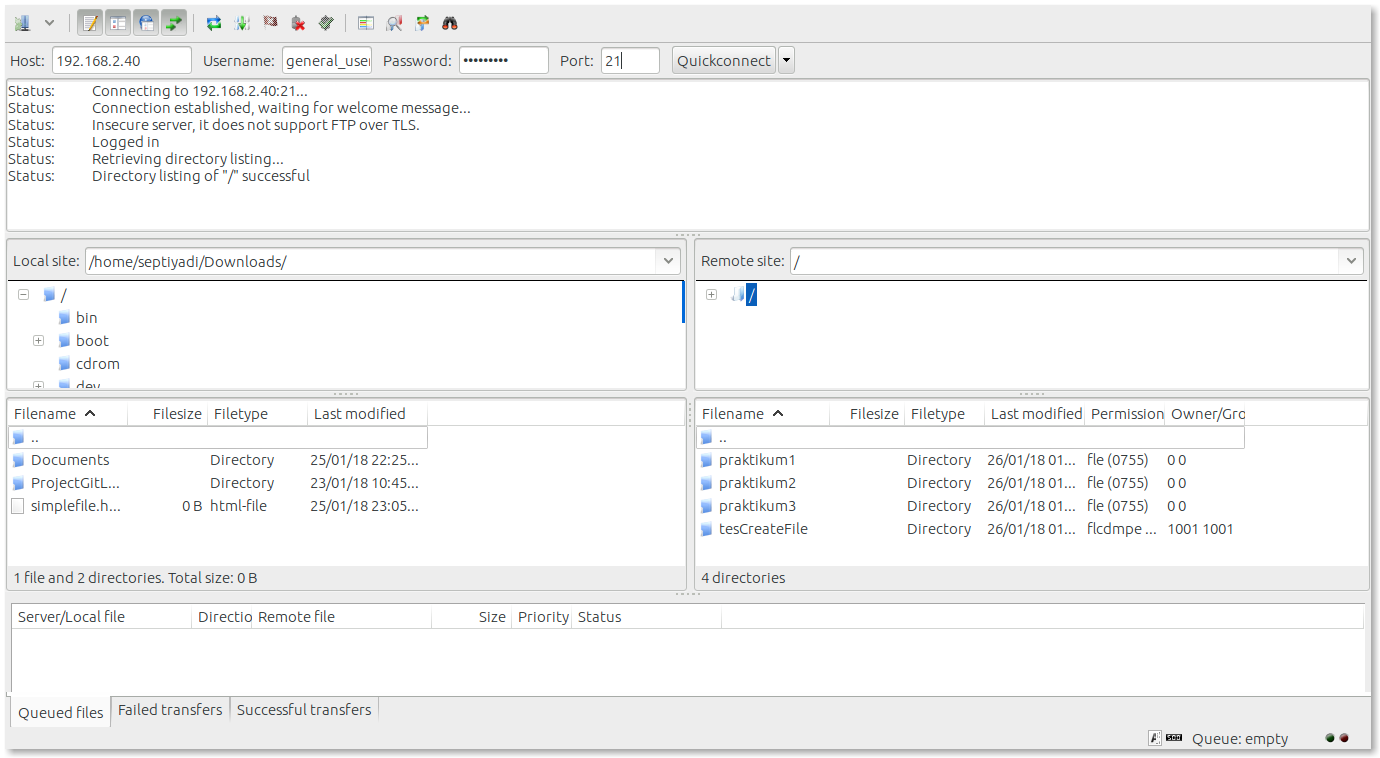 Host: 192.168.2.40 Username: general_user Password: ••••••••• Port: 21 Quickconnect
Status: Connecting to 192.168.2.40:21...
Status: Connection established, waiting for welcome message...
Status: Insecure server, it does not support FTP over TLS.
Status: Logged in
Status: Retrieving directory listing...
Status: Directory listing of "/" successful
Local site: /home/septiyadi/Downloads/
/
bin
boot
cdrom
dev
Remote site: /
/
Filename Filesize Filetype Last modified
..
Documents Directory 25/01/18 22:25...
ProjectGitL... Directory 23/01/18 10:45...
simplefile.h... 0 B html-file 25/01/18 23:05...
1 file and 2 directories. Total size: 0 B
Filename Filesize Filetype Last modified Permission Owner/Gro
..
praktikum1 Directory 26/01/18 01... fle (0755) 0 0
praktikum2 Directory 26/01/18 01... fle (0755) 0 0
praktikum3 Directory 26/01/18 01... fle (0755) 0 0
tesCreateFile Directory 26/01/18 01... flcdmpe ... 1001 1001
4 directories
Server/Local file Directio Remote file Size Priority Status
Queued files Failed transfers Successful transfers
Queue: empty